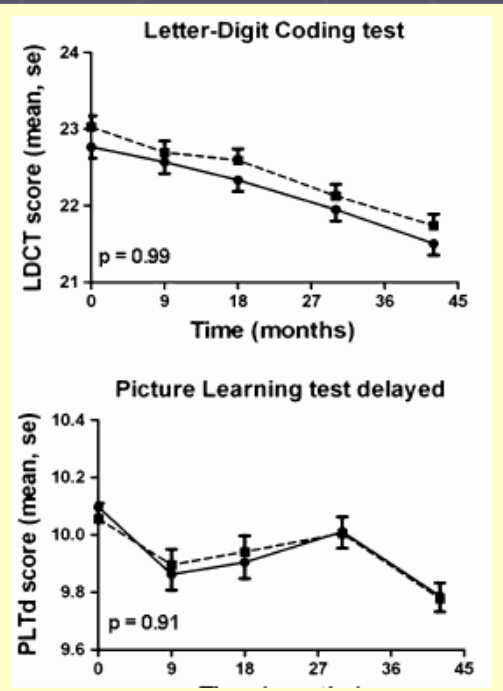 Letter-Digit Coding test
LDCT score (mean, se)
24
23
22
21
p = 0.99
0 9 18 27 36 45
Time (months)
Picture Learning test delayed
PLTd score (mean, se)
10.4
10.2
10.0
9.8
9.6
p = 0.91
0 9 18 27 36 45